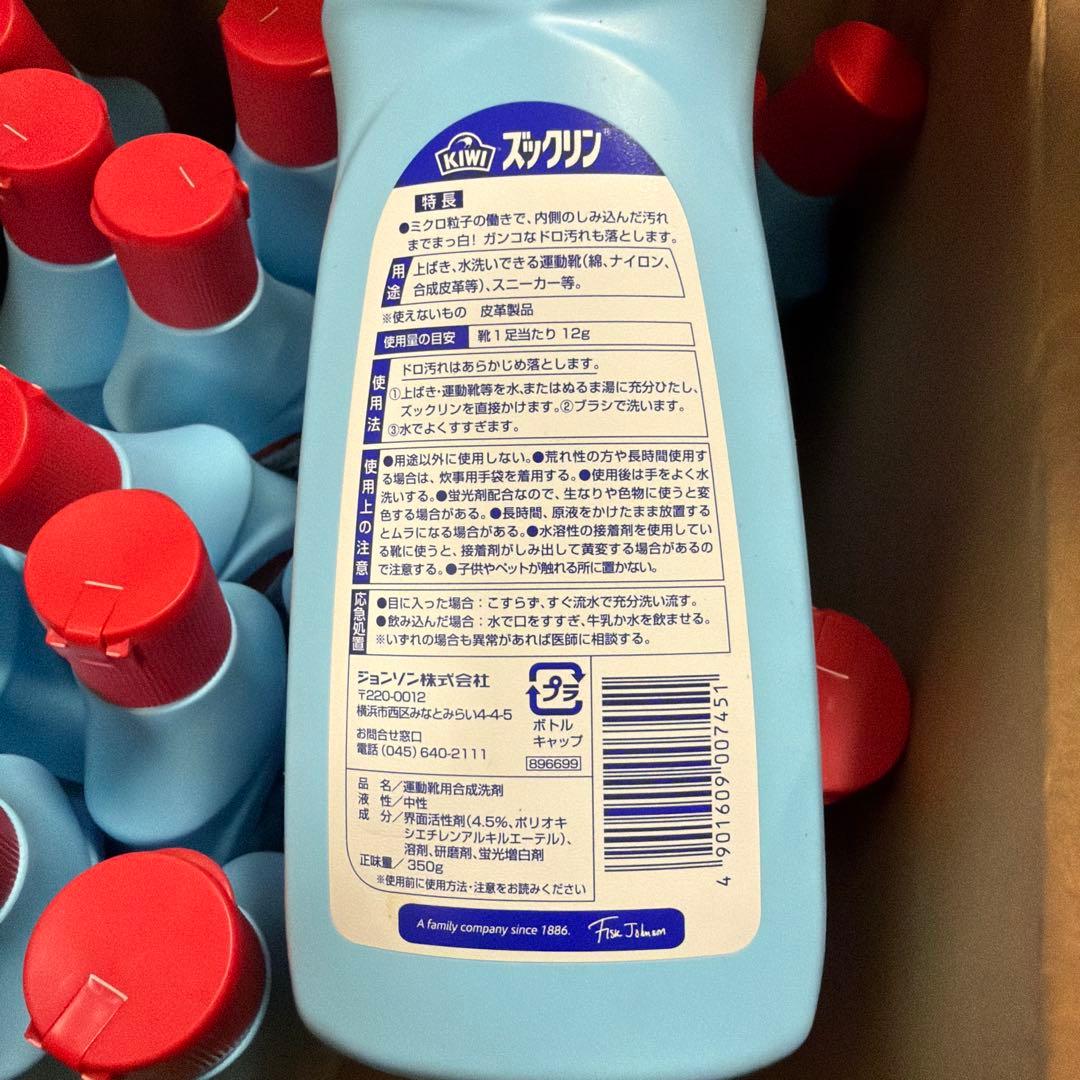 KIWI ズックリン®
特長
●ミクロ粒子の働きで、内側のしみ込んだ汚れ
までまっ白! ガンコなドロ汚れも落とします。
用途
上ばき、水洗いできる運動靴(綿、ナイロン、
合成皮革等)、スニーカー等。
※使えないもの 皮革製品
使用量の目安 靴1足当たり 12g
使用法
ドロ汚れはあらかじめ落とします。
①上ばき・運動靴等を水、またはぬるま湯に充分ひたし、
ズックリンを直接かけます。②ブラシで洗います。
③水でよくすすぎます。
使用上の注意
●用途以外に使用しない。●荒れ性の方や長時間使用す
る場合は、炊事用手袋を着用する。●使用後は手をよく水
洗いする。●蛍光剤配合なので、生なりや色物に使うと変
色する場合がある。●長時間、原液をかけたまま放置する
とムラになる場合がある。●水溶性の接着剤を使用してい
る靴に使うと、接着剤がしみ出して黄変する場合があるの
で注意する。●子供やペットが触れる所に置かない。
応急処置
●目に入った場合:こすらず、すぐ流水で充分洗い流す。
●飲み込んだ場合:水で口をすすぎ、牛乳か水を飲ませる。
※いずれの場合も異常があれば医師に相談する。
ジョンソン株式会社
〒220-0012
横浜市西区みなとみらい4-4-5
お問合せ窓口
電話(045)640-2111
プラ
ボトル
キャップ
896699
品 名/運動靴用合成洗剤
液 性/中性
成 分/界面活性剤(4.5%、ポリオキ
シエチレンアルキルエーテル)、
溶剤、研磨剤、蛍光増白剤
正味量/350g
※使用前に使用方法・注意をお読みください
4 901609 007451
A family company since 1886. Fisk Johnson